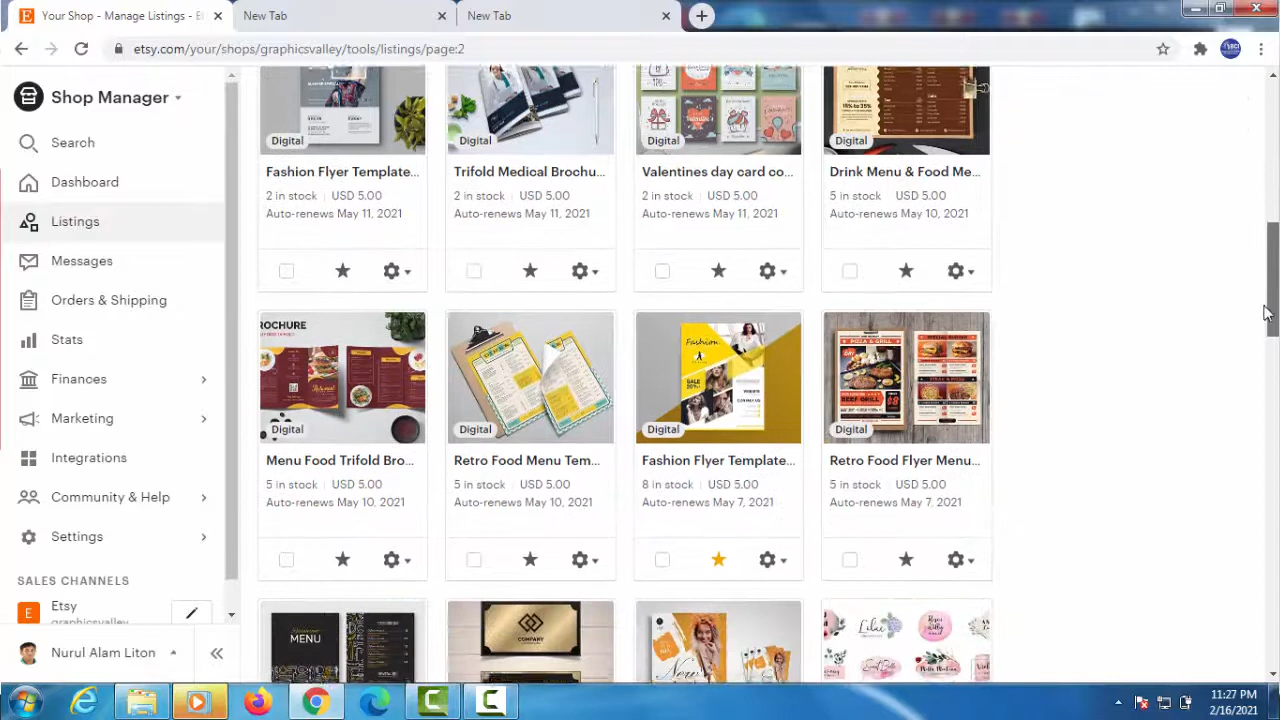 Your Shop - Manage Listings - Et
New Tab
New Tab
etsy.com/your/shops/graphicsvalley/tools/listings/page:2
Shop Manager
Search
Dashboard
Listings
Messages
Orders & Shipping
Stats
Finances
Marketing
Integrations
Community & Help
Settings
SALES CHANNELS
E
Etsy
graphicsvalley
Nurul Alam Liton
Digital
Digital
Digital
Digital
Fashion Flyer Template...
Trifold Medical Brochu...
Valentines day card co...
Drink Menu & Food Me...
2 in stock USD 5.00
2 in stock USD 5.00
2 in stock USD 5.00
5 in stock USD 5.00
Auto-renews May 11, 2021
Auto-renews May 11, 2021
Auto-renews May 11, 2021
Auto-renews May 10, 2021
ROCHURE
Fashion
SALE
PIZZA & GRILL
BEEF GRILL
$8
Digital
Digital
Digital
Digital
Menu Food Trifold Bro...
Retro Food Menu Tem...
Fashion Flyer Template...
Retro Food Flyer Menu...
5 in stock USD 5.00
5 in stock USD 5.00
8 in stock USD 5.00
5 in stock USD 5.00
Auto-renews May 10, 2021
Auto-renews May 10, 2021
Auto-renews May 7, 2021
Auto-renews May 7, 2021
MENU
COMPANY
Lilac
11:27 PM
2/16/2021